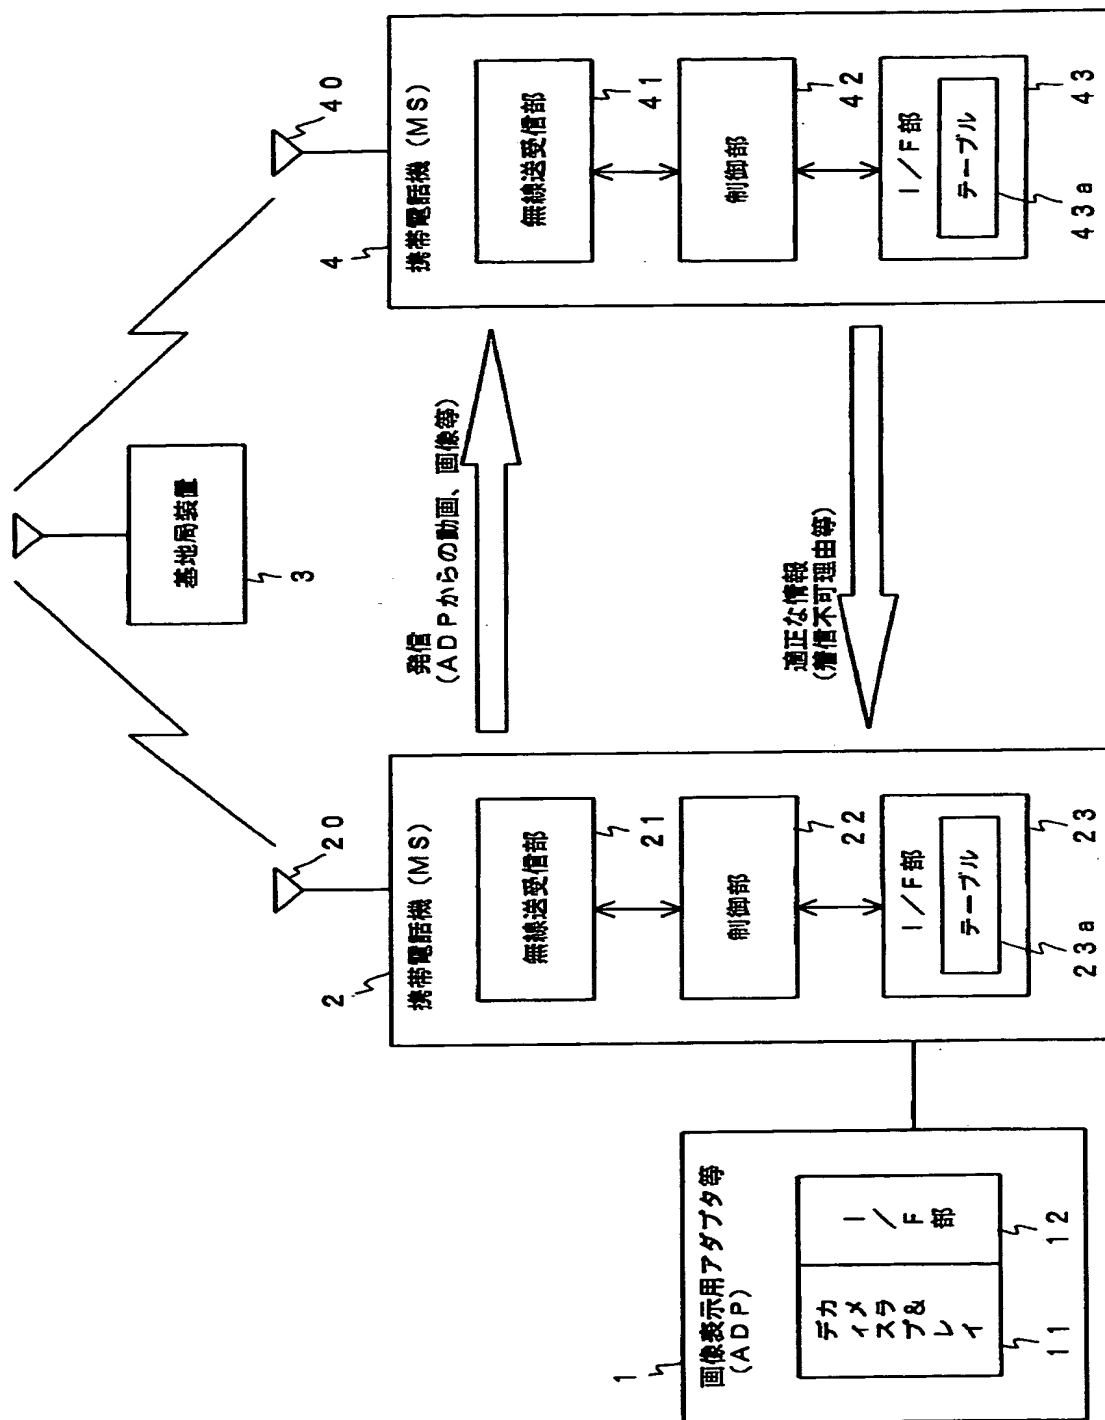 1
画像表示用アダプタ等
(ADP)
カメラ&
ディスプレイ
I/F部
11
12
2
携帯電話機(MS)
20
無線送受信部
21
制御部
22
I/F部
テーブル
23a
23
基地局装置
3
発信
(ADPからの動画、画像等)
適正な情報
(着信不可理由等)
4
携帯電話機(MS)
40
無線送受信部
41
制御部
42
I/F部
テーブル
43a
43